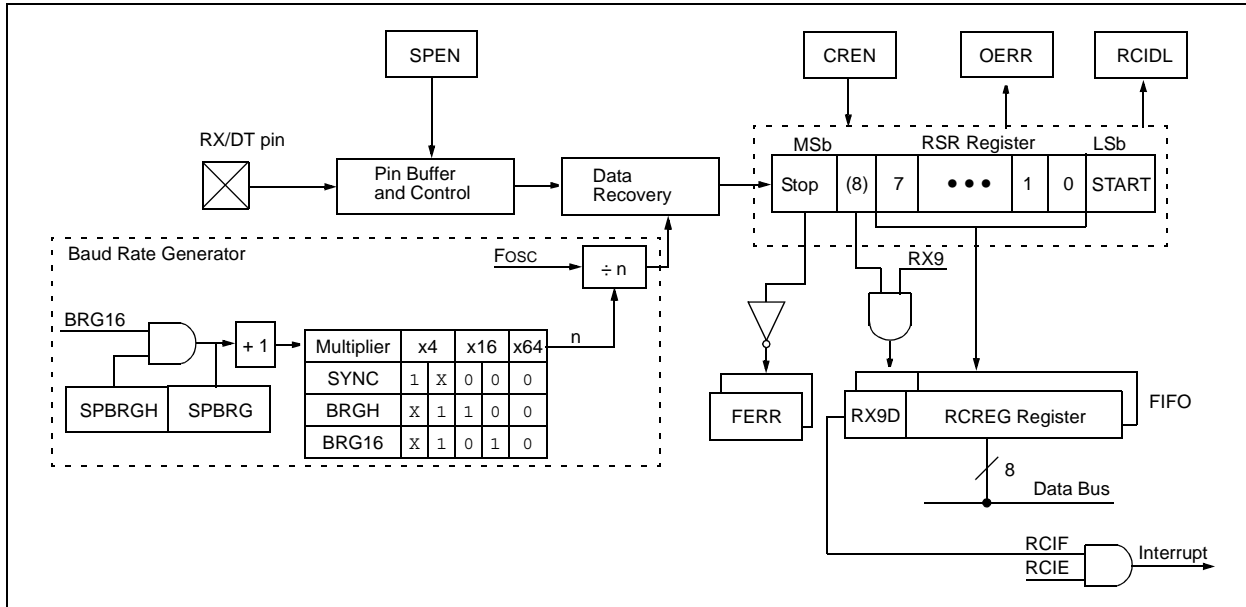 SPEN
CREN
OERR
RCIDL
RX/DT pin
Pin Buffer
and Control
Data
Recovery
MSb
RSR Register
LSb
Stop (8) 7 ••• 1 0 START
Baud Rate Generator
FOSC
÷ n
RX9
BRG16
+ 1
n
SPBRGH SPBRG
Multiplier x4 x16 x64
SYNC 1 X 0 0 0
BRGH X 1 1 0 0
BRG16 X 1 0 1 0
FERR
RX9D RCREG Register
FIFO
8
Data Bus
RCIF
RCIE
Interrupt